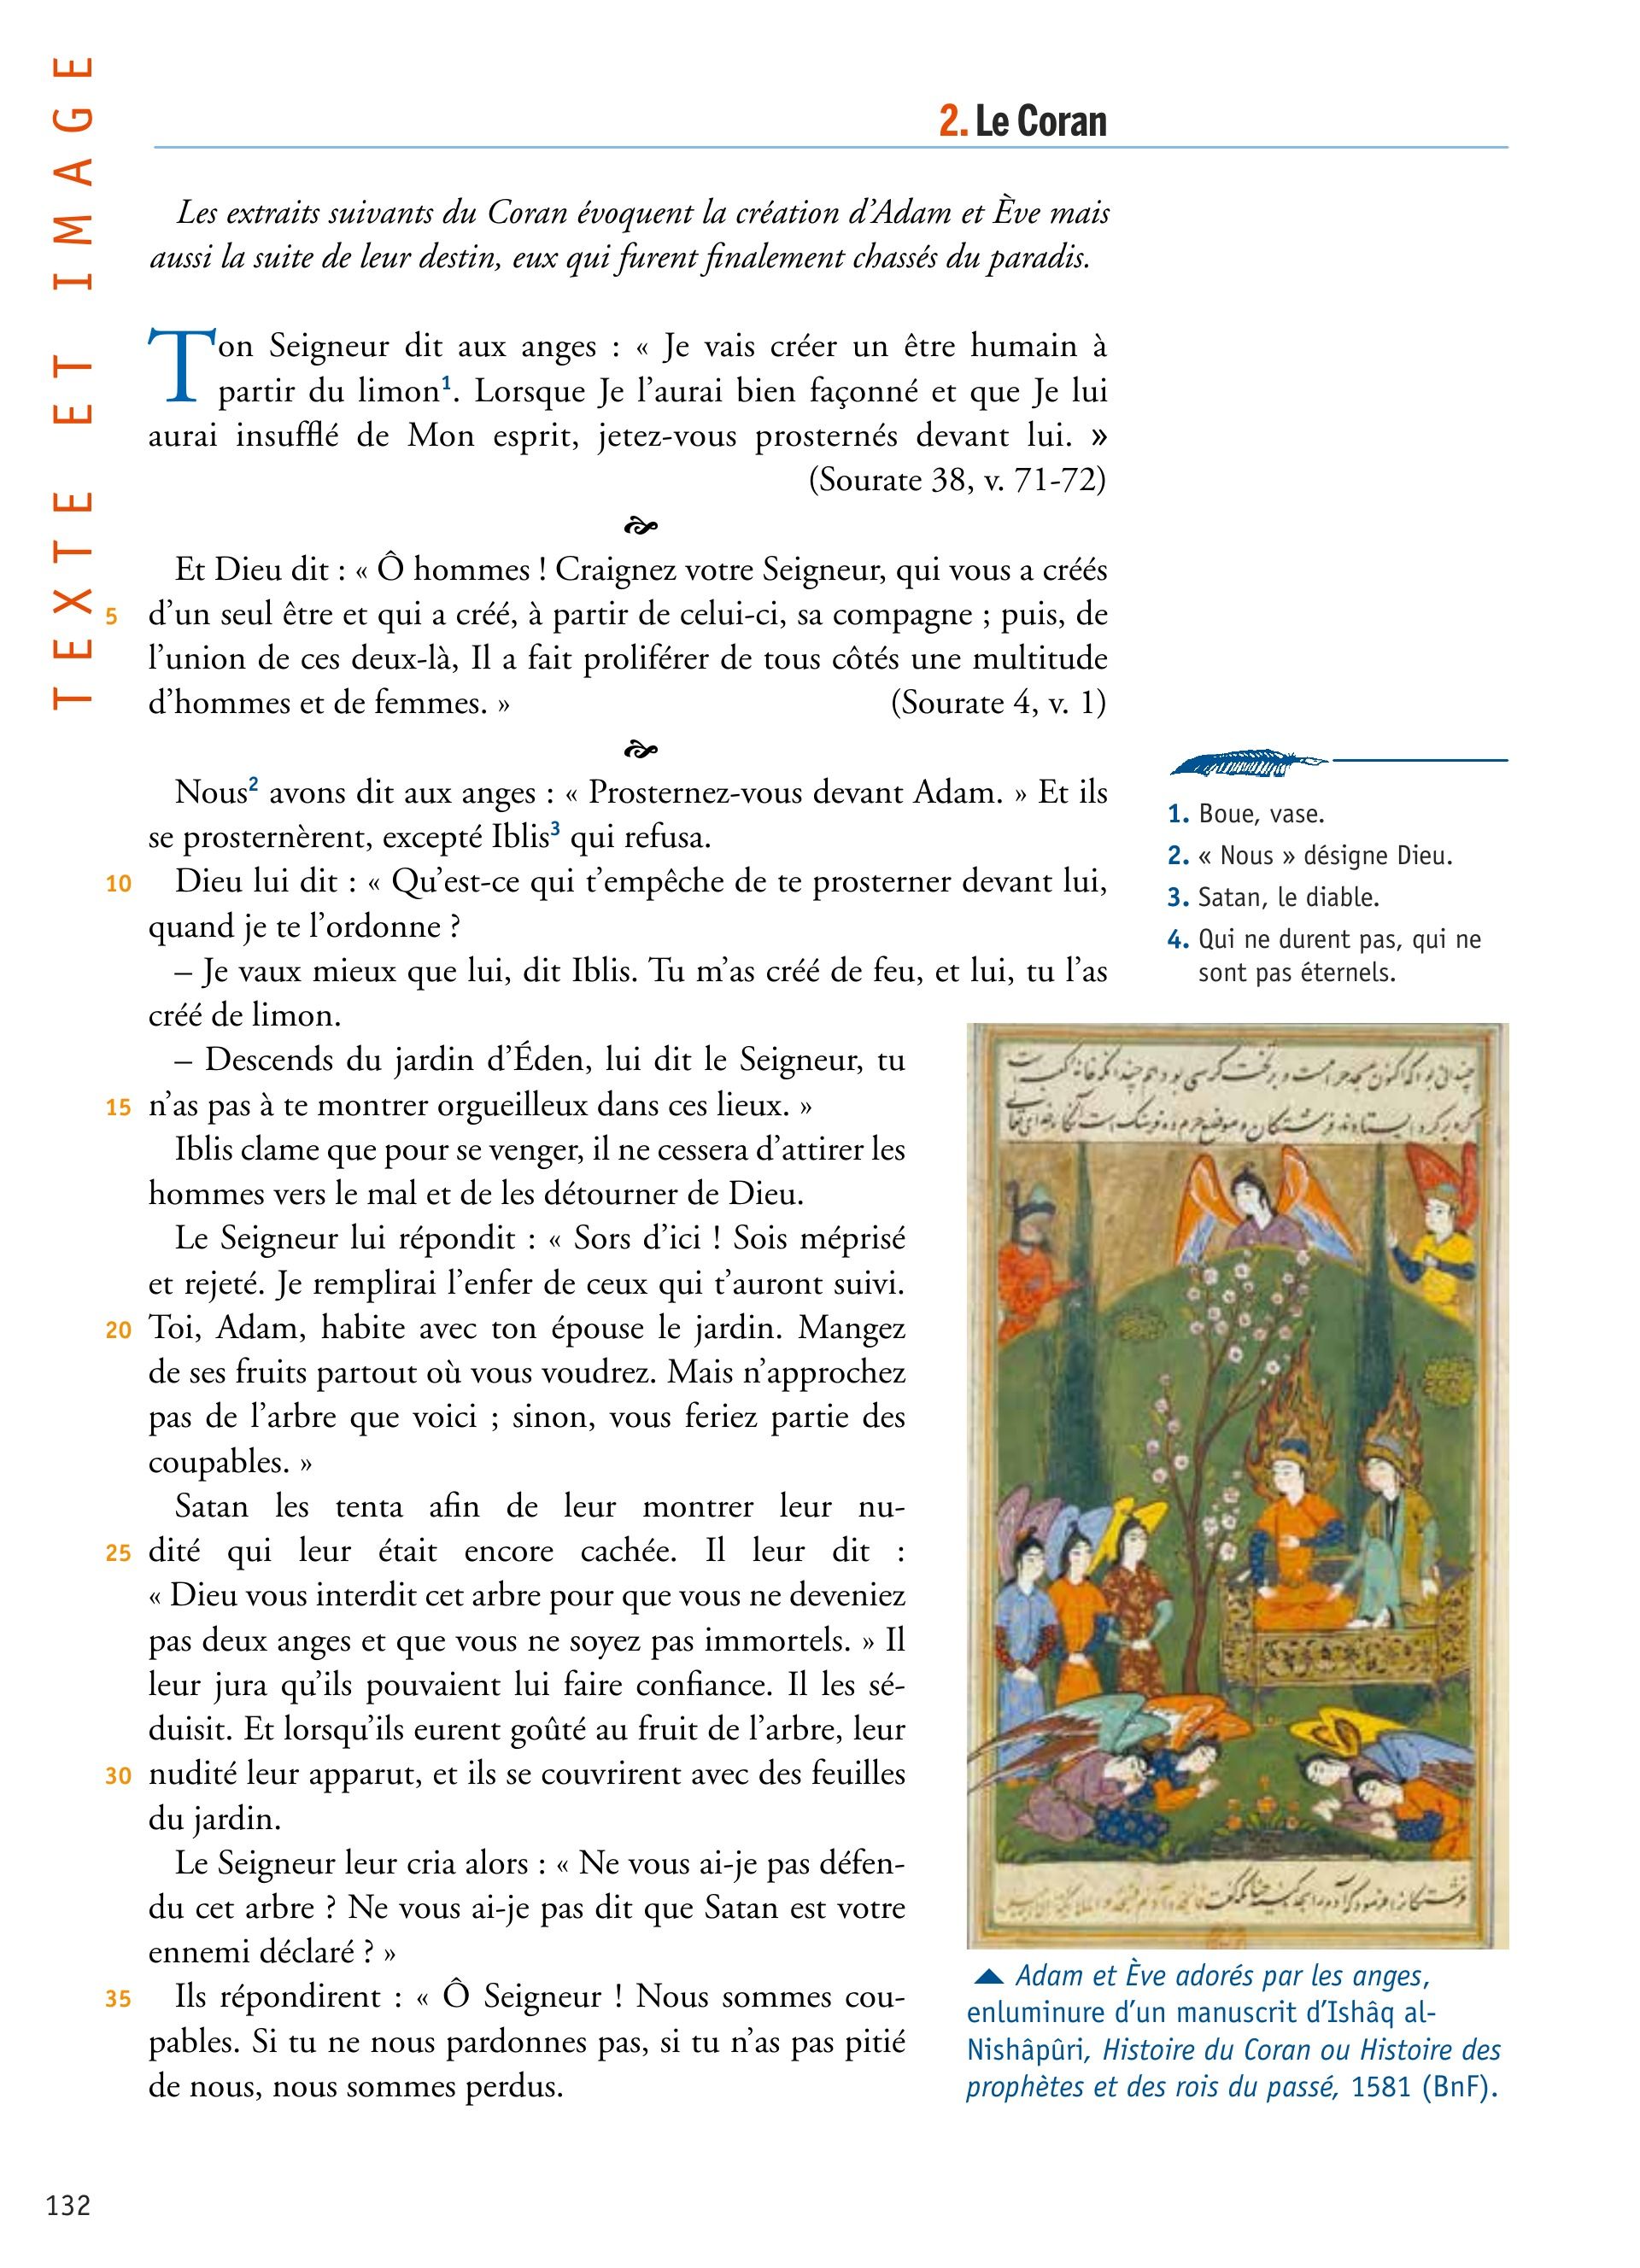 TEXTE ET IMAGE
2. Le Coran
Les extraits suivants du Coran évoquent la création d’Adam et Ève mais
aussi la suite de leur destin, eux qui furent finalement chassés du paradis.
Ton Seigneur dit aux anges : « Je vais créer un être humain à
partir du limon1. Lorsque Je l’aurai bien façonné et que Je lui
aurai insufflé de Mon esprit, jetez-vous prosternés devant lui. »
(Sourate 38, v. 71-72)
Et Dieu dit : « Ô hommes ! Craignez votre Seigneur, qui vous a créés
5 d’un seul être et qui a créé, à partir de celui-ci, sa compagne ; puis, de
l’union de ces deux-là, Il a fait proliférer de tous côtés une multitude
d’hommes et de femmes. » (Sourate 4, v. 1)
Nous2 avons dit aux anges : « Prosternez-vous devant Adam. » Et ils
se prosternèrent, excepté Iblis3 qui refusa.
10 Dieu lui dit : « Qu’est-ce qui t’empêche de te prosterner devant lui,
quand je te l’ordonne ?
– Je vaux mieux que lui, dit Iblis. Tu m’as créé de feu, et lui, tu l’as
créé de limon.
– Descends du jardin d’Éden, lui dit le Seigneur, tu
15 n’as pas à te montrer orgueilleux dans ces lieux. »
Iblis clame que pour se venger, il ne cessera d’attirer les
hommes vers le mal et de les détourner de Dieu.
Le Seigneur lui répondit : « Sors d’ici ! Sois méprisé
et rejeté. Je remplirai l’enfer de ceux qui t’auront suivi.
20 Toi, Adam, habite avec ton épouse le jardin. Mangez
de ses fruits partout où vous voudrez. Mais n’approchez
pas de l’arbre que voici ; sinon, vous feriez partie des
coupables. »
Satan les tenta afin de leur montrer leur nu-
25 dité qui leur était encore cachée. Il leur dit :
« Dieu vous interdit cet arbre pour que vous ne deveniez
pas deux anges et que vous ne soyez pas immortels. » Il
leur jura qu’ils pouvaient lui faire confiance. Il les sé-
duisit. Et lorsqu’ils eurent goûté au fruit de l’arbre, leur
30 nudité leur apparut, et ils se couvrirent avec des feuilles
du jardin.
Le Seigneur leur cria alors : « Ne vous ai-je pas défen-
du cet arbre ? Ne vous ai-je pas dit que Satan est votre
ennemi déclaré ? »
35 Ils répondirent : « Ô Seigneur ! Nous sommes cou-
pables. Si tu ne nous pardonnes pas, si tu n’as pas pitié
de nous, nous sommes perdus.
1. Boue, vase.
2. « Nous » désigne Dieu.
3. Satan, le diable.
4. Qui ne durent pas, qui ne
sont pas éternels.
Adam et Ève adorés par les anges,
enluminure d’un manuscrit d’Ishâq al-
Nishâpûri, Histoire du Coran ou Histoire des
prophètes et des rois du passé, 1581 (BnF).
132